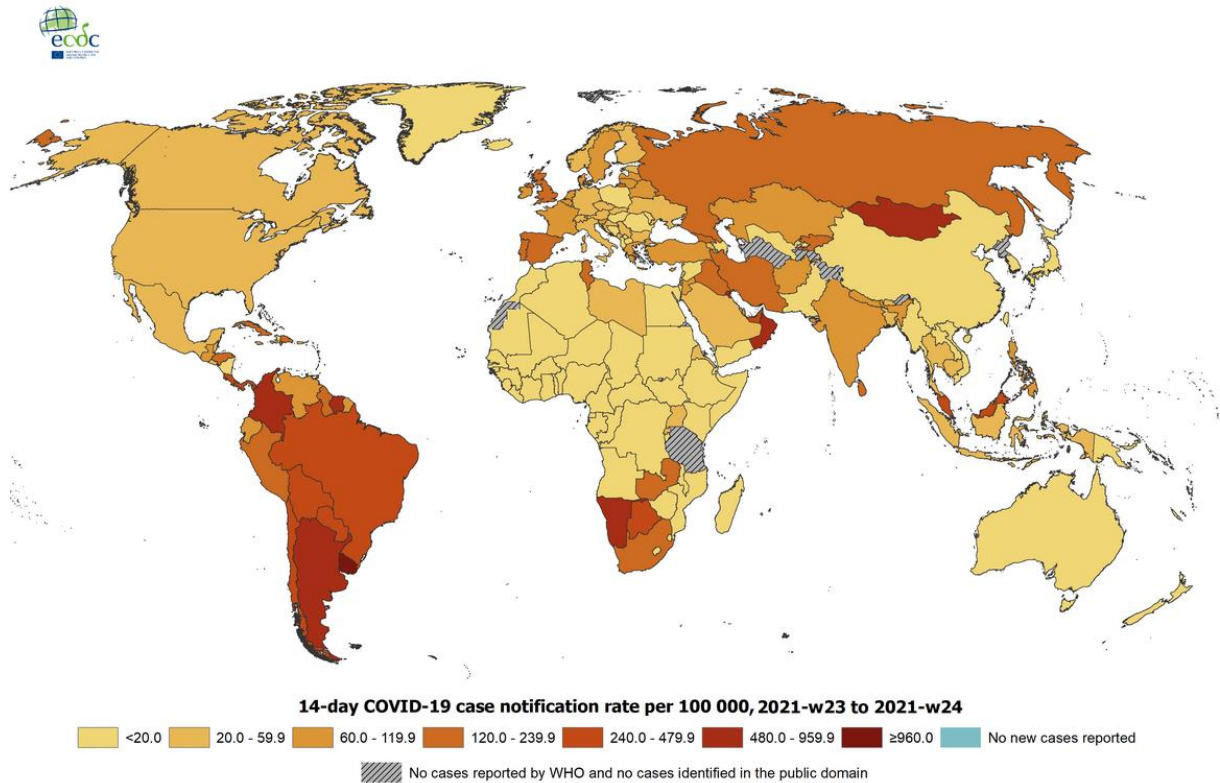 ecdc
14-day COVID-19 case notification rate per 100 000, 2021-w23 to 2021-w24
<20.0 20.0 - 59.9 60.0 - 119.9 120.0 - 239.9 240.0 - 479.9 480.0 - 959.9 ≥960.0 No new cases reported
No cases reported by WHO and no cases identified in the public domain